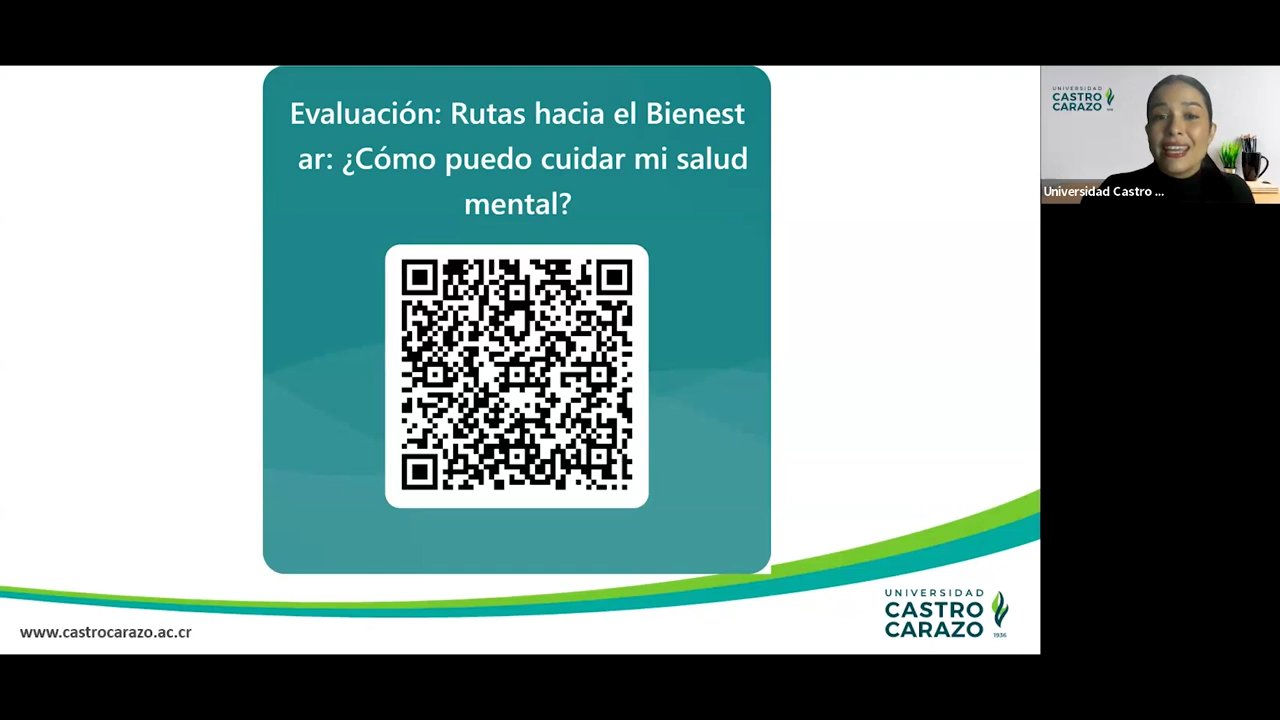 Evaluación: Rutas hacia el Bienest
ar: ¿Cómo puedo cuidar mi salud
mental?
UNIVERSIDAD
CASTRO
CARAZO
Universidad Castro ...
www.castrocarazo.ac.cr
UNIVERSIDAD
CASTRO
CARAZO
1936